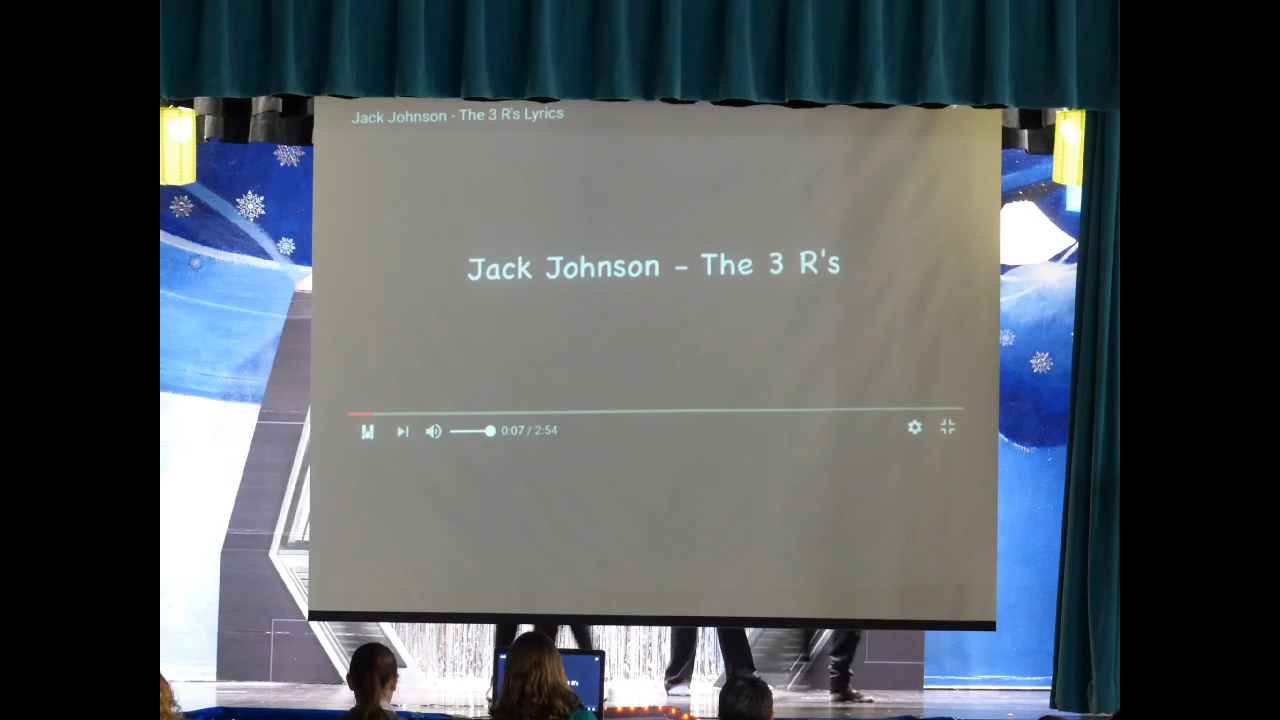 Jack Johnson - The 3 R's Lyrics
Jack Johnson - The 3 R's
0:07 / 2:54